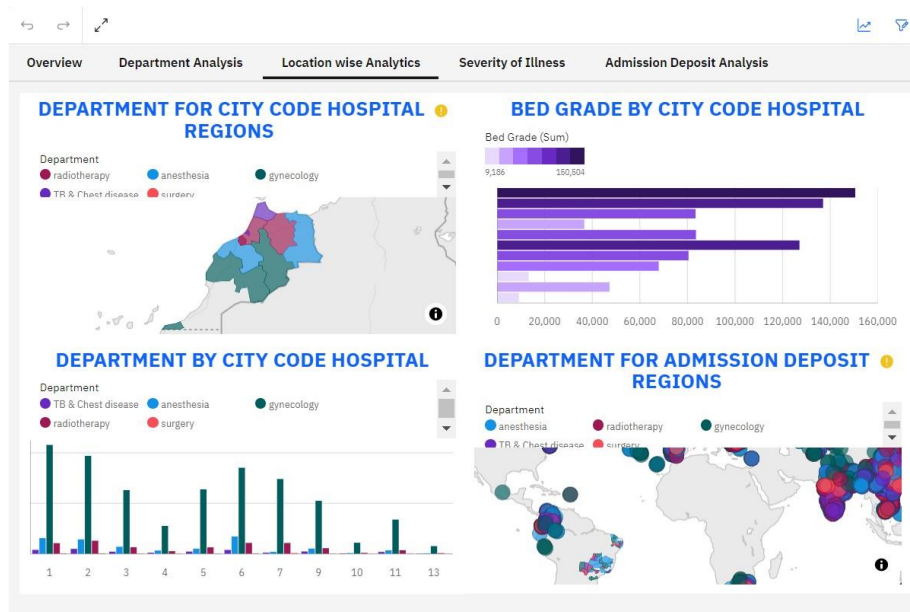 Overview Department Analysis Location wise Analytics Severity of Illness Admission Deposit Analysis
DEPARTMENT FOR CITY CODE HOSPITAL
REGIONS
Department
radiotherapy anesthesia gynecology
TB & Chest disease surgery
BED GRADE BY CITY CODE HOSPITAL
Bed Grade (Sum)
9,186 150,504
0 20,000 40,000 60,000 80,000 100,000 120,000 140,000 160,000
DEPARTMENT BY CITY CODE HOSPITAL
Department
TB & Chest disease anesthesia gynecology
radiotherapy surgery
1 2 3 4 5 6 7 9 10 11 13
DEPARTMENT FOR ADMISSION DEPOSIT
REGIONS
Department
anesthesia radiotherapy gynecology
TB & Chest disease surgery